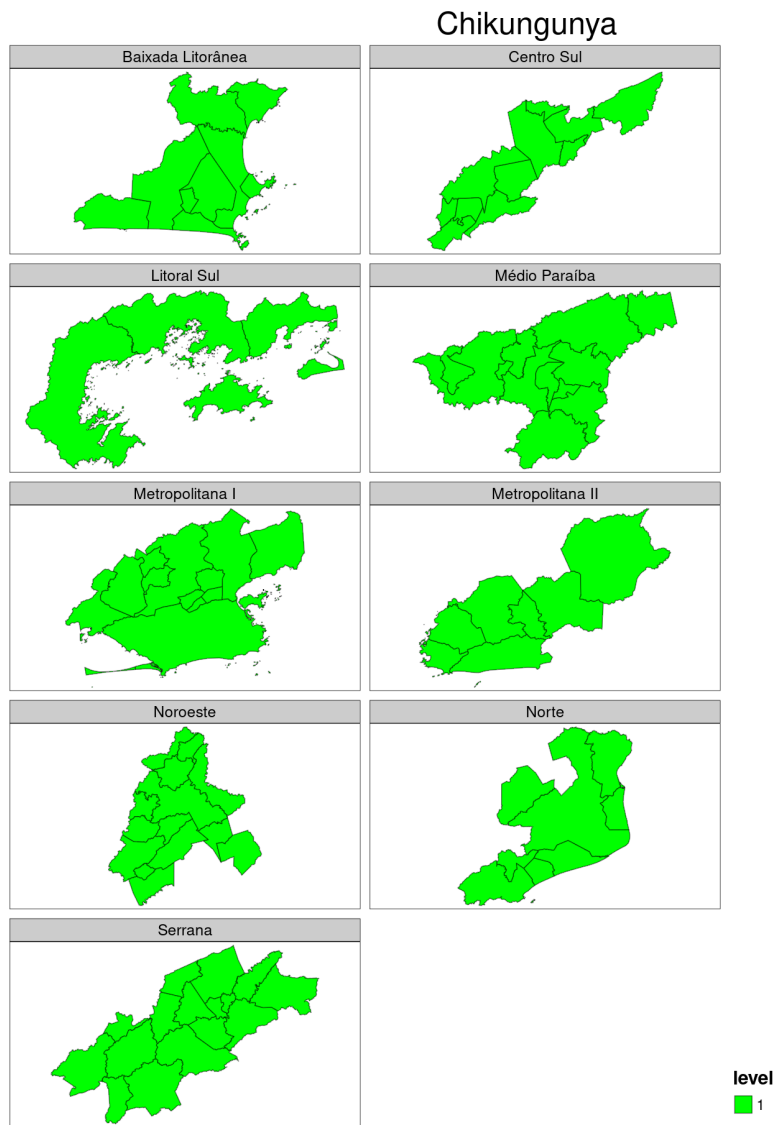 Chikungunya
Baixada Litorânea
Centro Sul
Litoral Sul
Médio Paraíba
Metropolitana I
Metropolitana II
Noroeste
Norte
Serrana
level
1